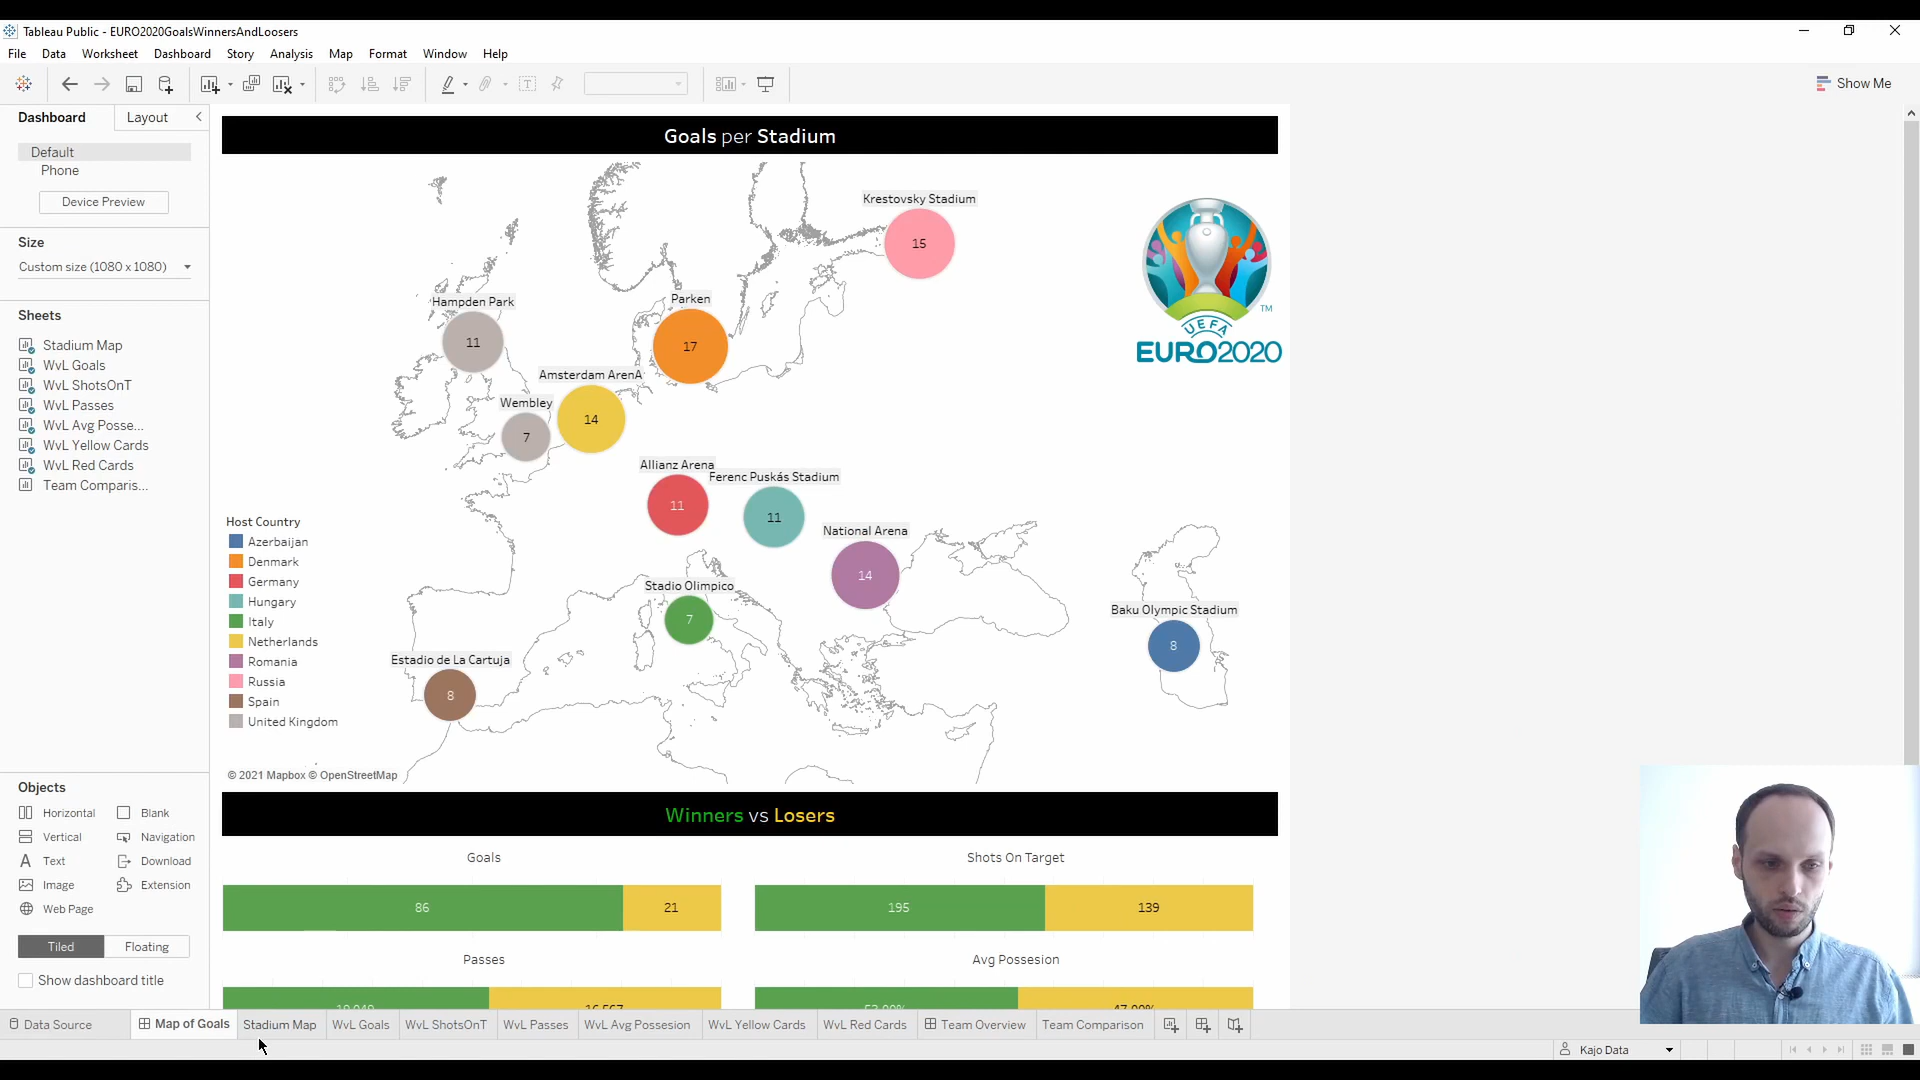 Tableau Public - EURO2020GoalsWinnersAndLoosers
File Data Worksheet Dashboard Story Analysis Map Format Window Help
Show Me
Dashboard Layout
Default
Phone
Device Preview
Size
Custom size (1080 x 1080)
Sheets
Stadium Map
WvL Goals
WvL ShotsOnT
WvL Passes
WvL Avg Posse...
WvL Yellow Cards
WvL Red Cards
Team Comparis...
Objects
Horizontal Blank
Vertical Navigation
Text Download
Image Extension
Web Page
Tiled Floating
Show dashboard title
Goals per Stadium
Krestovsky Stadium
15
Hampden Park
11
Parken
17
Amsterdam ArenA
14
Wembley
7
Allianz Arena
11
Ferenc Puskás Stadium
11
National Arena
14
Stadio Olimpico
7
Baku Olympic Stadium
8
Estadio de La Cartuja
8
TM
UEFA
EURO2020
Host Country
Azerbaijan
Denmark
Germany
Hungary
Italy
Netherlands
Romania
Russia
Spain
United Kingdom
© 2021 Mapbox © OpenStreetMap
Winners vs Losers
Goals Shots On Target
86 21 195 139
Passes Avg Possesion
Data Source Map of Goals Stadium Map WvL Goals WvL ShotsOnT WvL Passes WvL Avg Possesion WvL Yellow Cards WvL Red Cards Team Overview Team Comparison
Kajo Data